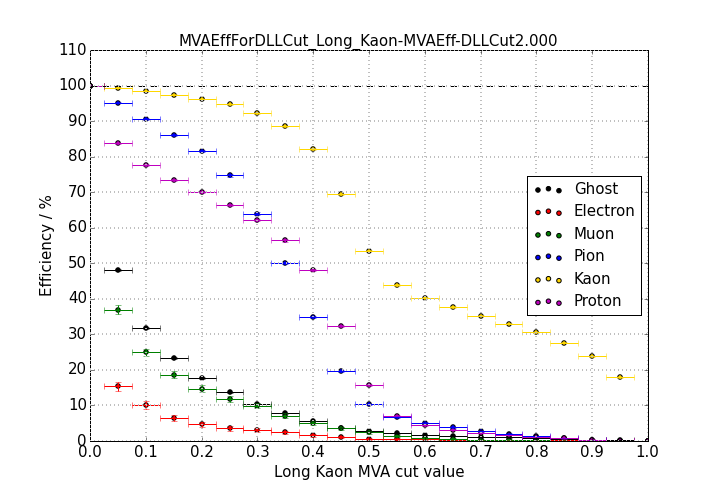 MVAEffForDLLCut_Long_Kaon-MVAEff-DLLCut2.000
110
100
90
80
70
60
50
40
30
20
10
0
Efficiency / %
Ghost
Electron
Muon
Pion
Kaon
Proton
0.0 0.1 0.2 0.3 0.4 0.5 0.6 0.7 0.8 0.9 1.0
Long Kaon MVA cut value